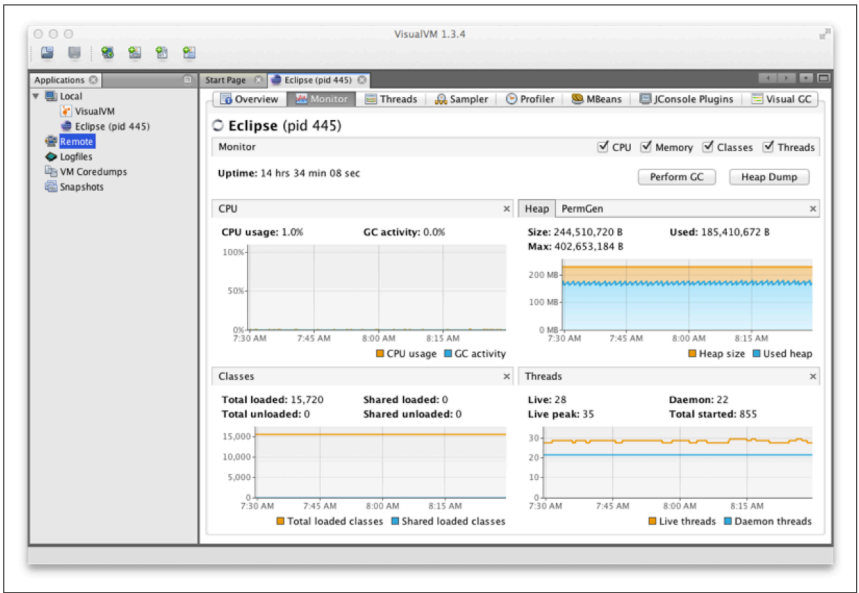 VisualVM 1.3.4
Applications
Start Page Eclipse (pid 445)
Local
VisualVM
Eclipse (pid 445)
Remote
Logfiles
VM Coredumps
Snapshots
Overview Monitor Threads Sampler Profiler MBeans JConsole Plugins Visual GC
Eclipse (pid 445)
Monitor CPU Memory Classes Threads
Uptime: 14 hrs 34 min 08 sec Perform GC Heap Dump
CPU
CPU usage: 1.0% GC activity: 0.0%
100%
50%
0%
7:30 AM 7:45 AM 8:00 AM 8:15 AM
CPU usage GC activity
Heap PermGen
Size: 244,510,720 B Used: 185,410,672 B
Max: 402,653,184 B
200 MB
100 MB
0 MB
7:30 AM 7:45 AM 8:00 AM 8:15 AM
Heap size Used heap
Classes
Total loaded: 15,720 Shared loaded: 0
Total unloaded: 0 Shared unloaded: 0
15,000
10,000
5,000
0
7:30 AM 7:45 AM 8:00 AM 8:15 AM
Total loaded classes Shared loaded classes
Threads
Live: 28 Daemon: 22
Live peak: 35 Total started: 855
30
20
10
0
7:30 AM 7:45 AM 8:00 AM 8:15 AM
Live threads Daemon threads